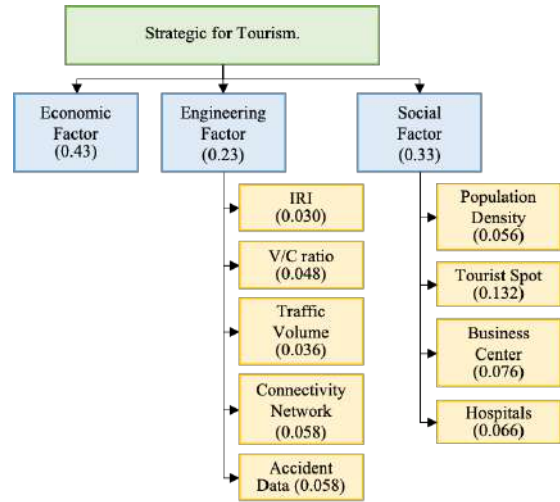 Strategic for Tourism.
Economic
Factor
(0.43)
Engineering
Factor
(0.23)
Social
Factor
(0.33)
IRI
(0.030)
V/C ratio
(0.048)
Traffic
Volume
(0.036)
Connectivity
Network
(0.058)
Accident
Data (0.058)
Population
Density
(0.056)
Tourist Spot
(0.132)
Business
Center
(0.076)
Hospitals
(0.066)